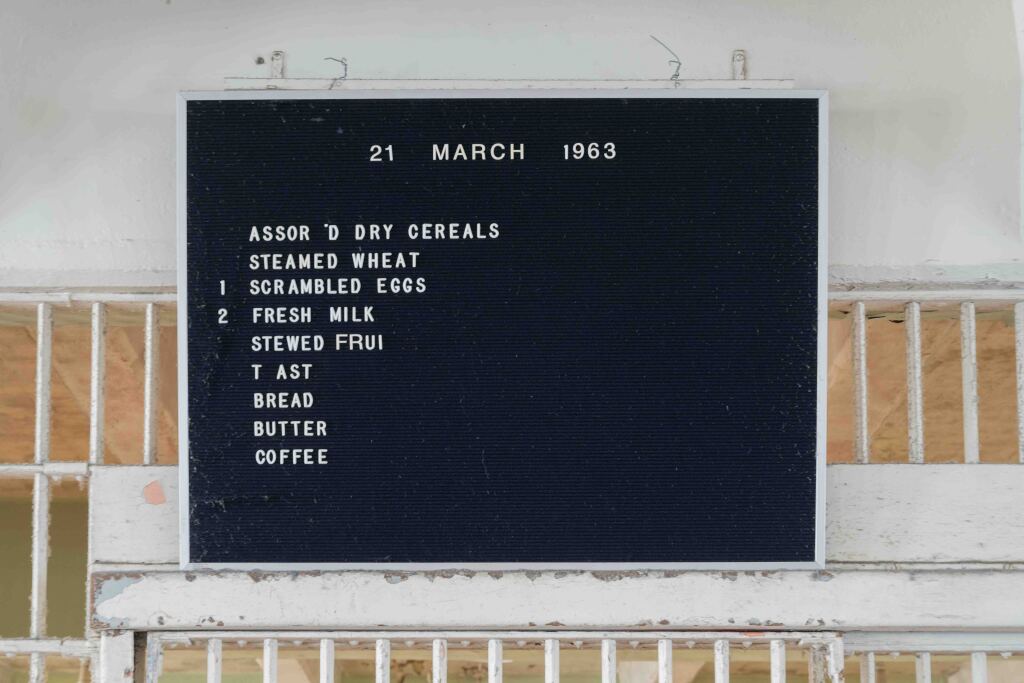 21 MARCH 1963
ASSOR 'D DRY CEREALS
STEAMED WHEAT
1 SCRAMBLED EGGS
2 FRESH MILK
STEWED FRUI
T AST
BREAD
BUTTER
COFFEE